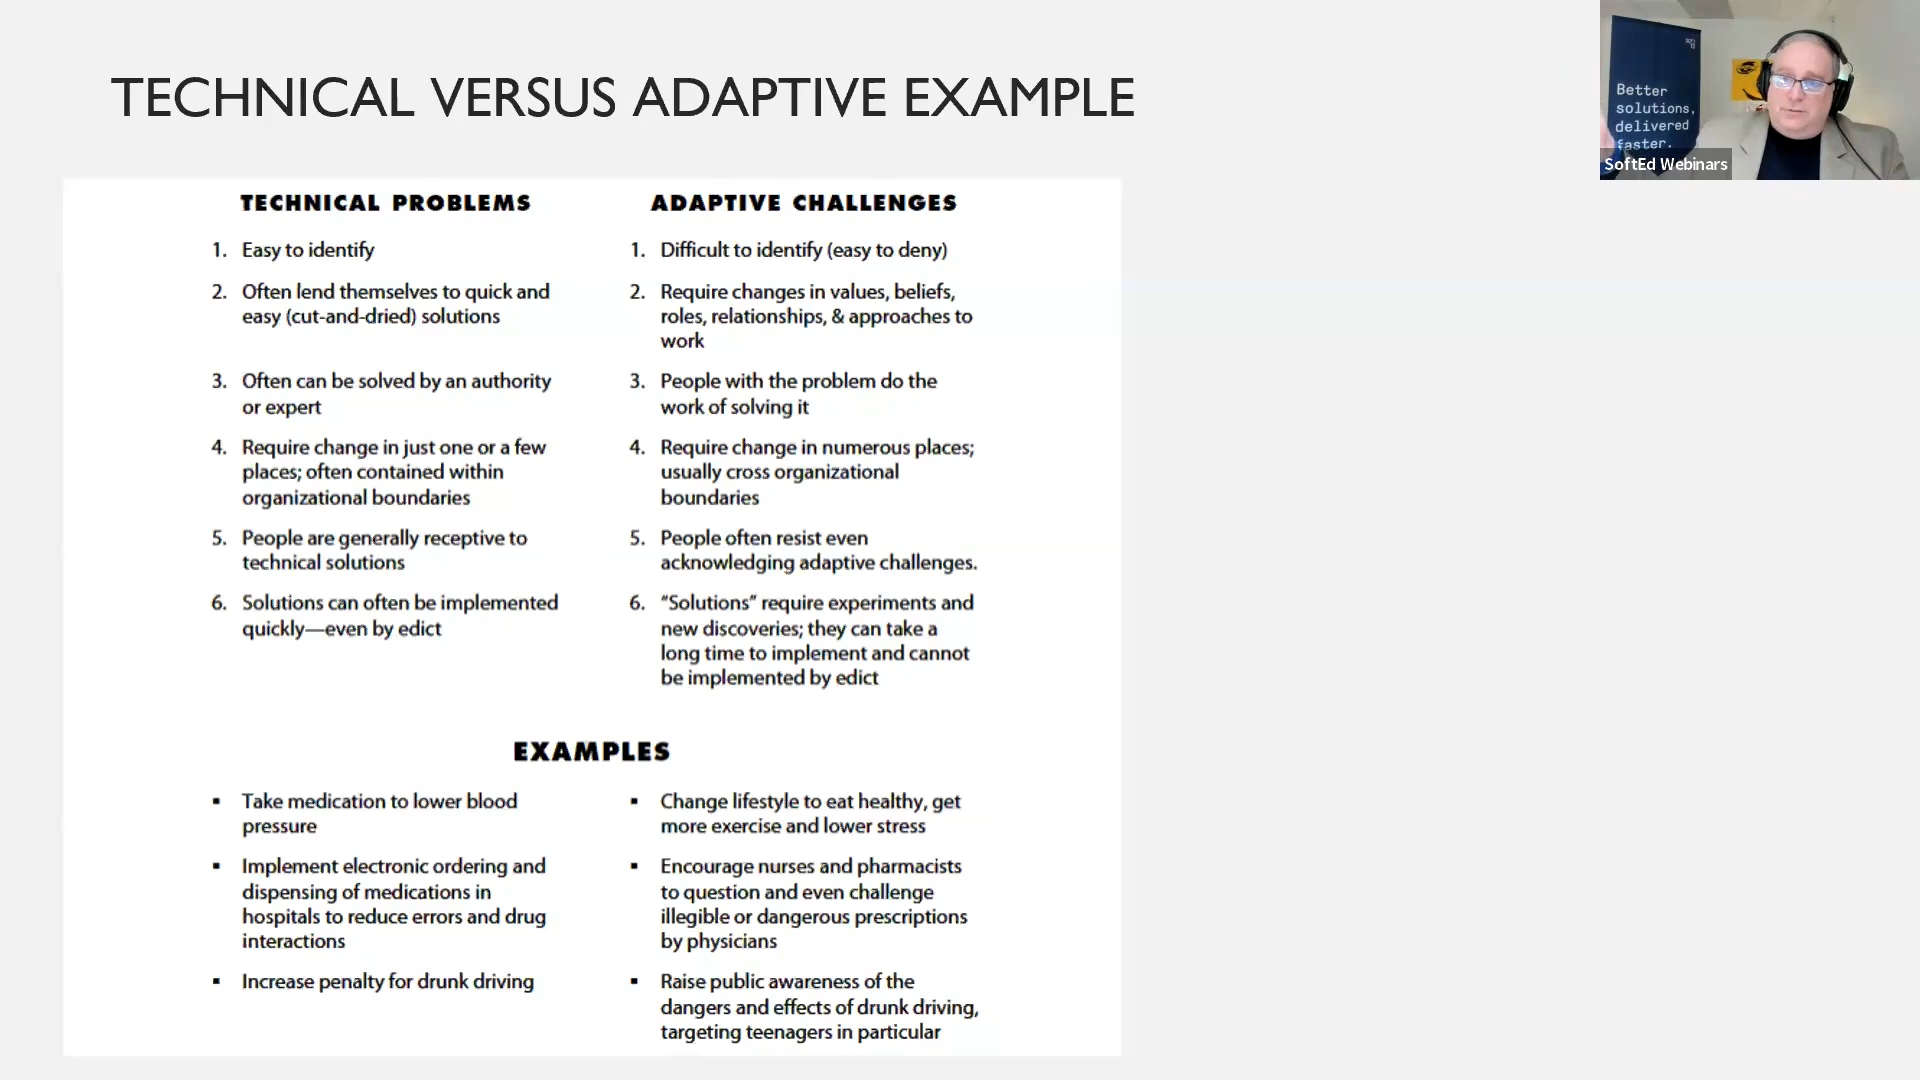 TECHNICAL VERSUS ADAPTIVE EXAMPLE
Better
solutions,
delivered
faster.
SoftEd Webinars
TECHNICAL PROBLEMS
1. Easy to identify
2. Often lend themselves to quick and
easy (cut-and-dried) solutions
3. Often can be solved by an authority
or expert
4. Require change in just one or a few
places; often contained within
organizational boundaries
5. People are generally receptive to
technical solutions
6. Solutions can often be implemented
quickly—even by edict
ADAPTIVE CHALLENGES
1. Difficult to identify (easy to deny)
2. Require changes in values, beliefs,
roles, relationships, & approaches to
work
3. People with the problem do the
work of solving it
4. Require change in numerous places;
usually cross organizational
boundaries
5. People often resist even
acknowledging adaptive challenges.
6. “Solutions” require experiments and
new discoveries; they can take a
long time to implement and cannot
be implemented by edict
EXAMPLES
▪ Take medication to lower blood
pressure
▪ Implement electronic ordering and
dispensing of medications in
hospitals to reduce errors and drug
interactions
▪ Increase penalty for drunk driving
▪ Change lifestyle to eat healthy, get
more exercise and lower stress
▪ Encourage nurses and pharmacists
to question and even challenge
illegible or dangerous prescriptions
by physicians
▪ Raise public awareness of the
dangers and effects of drunk driving,
targeting teenagers in particular